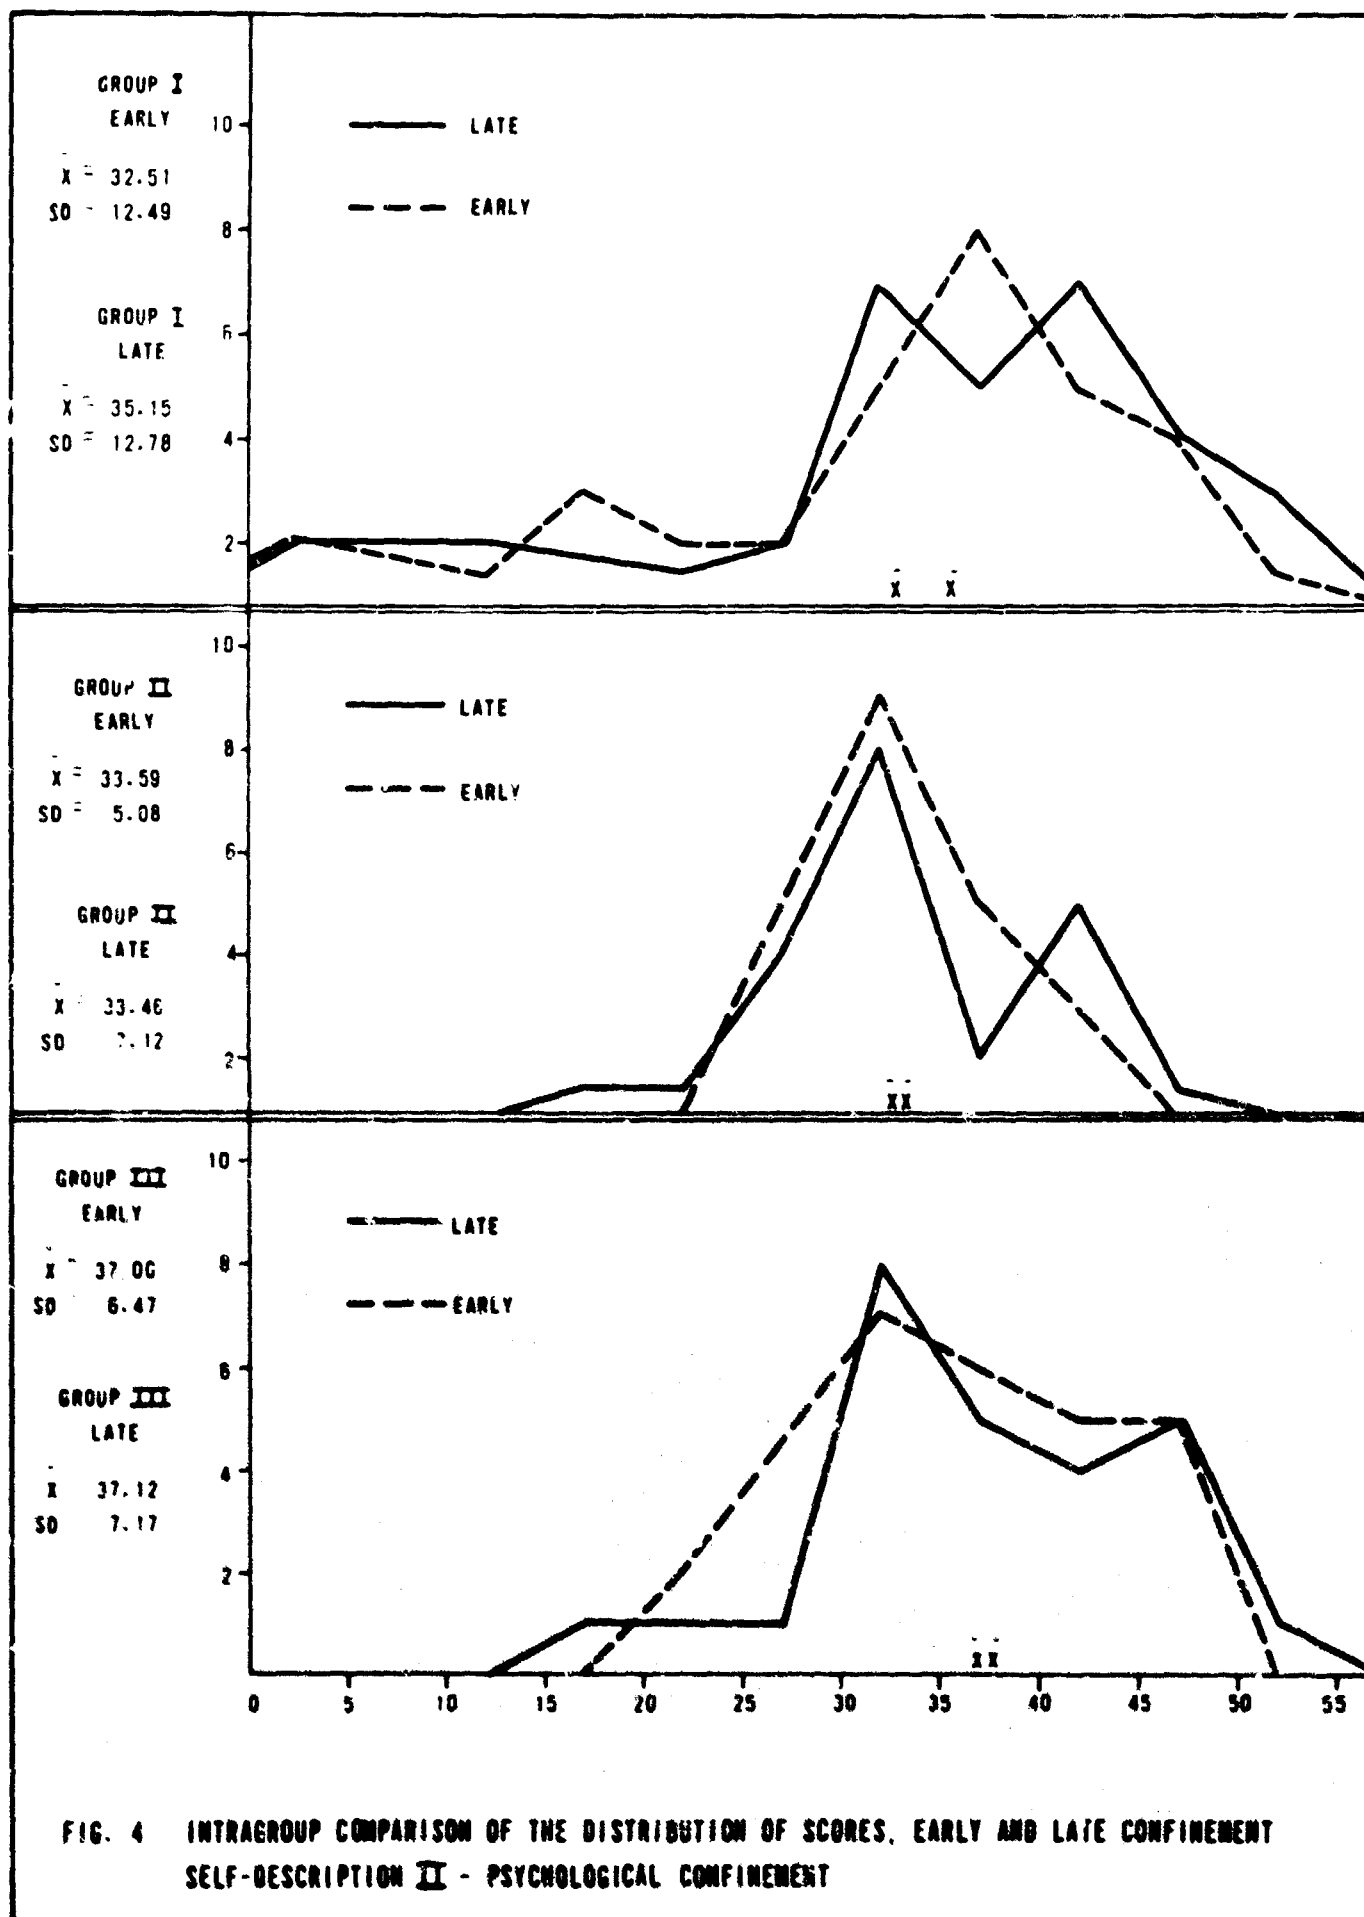 GROUP I
EARLY
X̄ = 32.51
SD = 12.49
GROUP I
LATE
X̄ = 35.15
SD = 12.78
10
8
6
4
2
LATE
EARLY
X̄ X̄
GROUP II
EARLY
X̄ = 33.59
SD = 5.08
GROUP II
LATE
X̄ = 33.46
SD .12
10
8
6
4
2
LATE
EARLY
X̄X̄
GROUP III
EARLY
X̄ = 37.06
SD 6.47
GROUP III
LATE
X̄ 37.12
SD 7.17
10
8
6
4
2
LATE
EARLY
X̄X̄
0 5 10 15 20 25 30 35 40 45 50 55
FIG. 4 INTRAGROUP COMPARISON OF THE DISTRIBUTION OF SCORES, EARLY AND LATE CONFINEMENT
SELF-DESCRIPTION II - PSYCHOLOGICAL CONFINEMENT